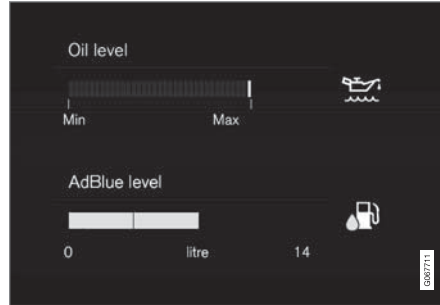 Oil level
Min Max
AdBlue level
0 litre 14
G067711